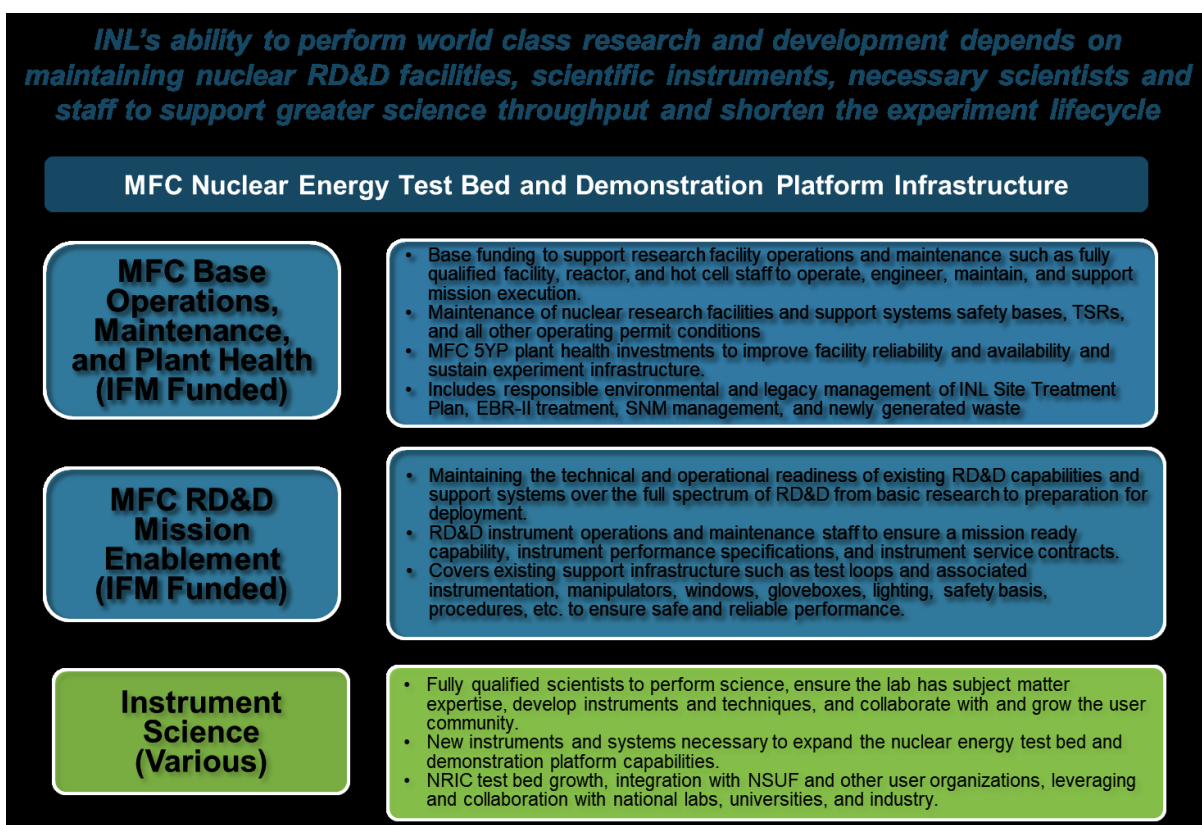 INL's ability to perform world class research and development depends on
maintaining nuclear RD&D facilities, scientific instruments, necessary scientists and
staff to support greater science throughput and shorten the experiment lifecycle
MFC Nuclear Energy Test Bed and Demonstration Platform Infrastructure
MFC Base
Operations,
Maintenance,
and Plant Health
(IFM Funded)
• Base funding to support research facility operations and maintenance such as fully
qualified facility, reactor, and hot cell staff to operate, engineer, maintain, and support
mission execution.
• Maintenance of nuclear research facilities and support systems safety bases, TSRs,
and all other operating permit conditions
• MFC 5YP plant health investments to improve facility reliability and availability and
sustain experiment infrastructure.
• Includes responsible environmental and legacy management of INL Site Treatment
Plan, EBR-II treatment, SNM management, and newly generated waste
MFC RD&D
Mission
Enablement
(IFM Funded)
• Maintaining the technical and operational readiness of existing RD&D capabilities and
support systems over the full spectrum of RD&D from basic research to preparation for
deployment.
• RD&D instrument operations and maintenance staff to ensure a mission ready
capability, instrument performance specifications, and instrument service contracts.
• Covers existing support infrastructure such as test loops and associated
instrumentation, manipulators, windows, gloveboxes, lighting, safety basis,
procedures, etc. to ensure safe and reliable performance.
Instrument
Science
(Various)
• Fully qualified scientists to perform science, ensure the lab has subject matter
expertise, develop instruments and techniques, and collaborate with and grow the user
community.
• New instruments and systems necessary to expand the nuclear energy test bed and
demonstration platform capabilities.
• NRIC test bed growth, integration with NSUF and other user organizations, leveraging
and collaboration with national labs, universities, and industry.